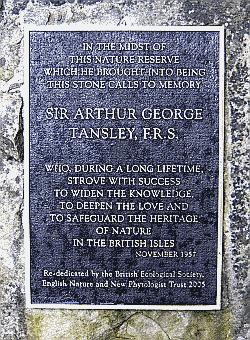 IN THE MIDST OF
THIS NATURE RESERVE
WHICH HE BROUGHT INTO BEING
THIS STONE CALLS TO MEMORY
SIR ARTHUR GEORGE
TANSLEY, F.R.S.
WHO, DURING A LONG LIFETIME,
STROVE WITH SUCCESS
TO WIDEN THE KNOWLEDGE,
TO DEEPEN THE LOVE AND
TO SAFEGUARD THE HERITAGE
OF NATURE
IN THE BRITISH ISLES
NOVEMBER 1957
Re-dedicated by the British Ecological Society,
English Nature and New Phytologist Trust 2005